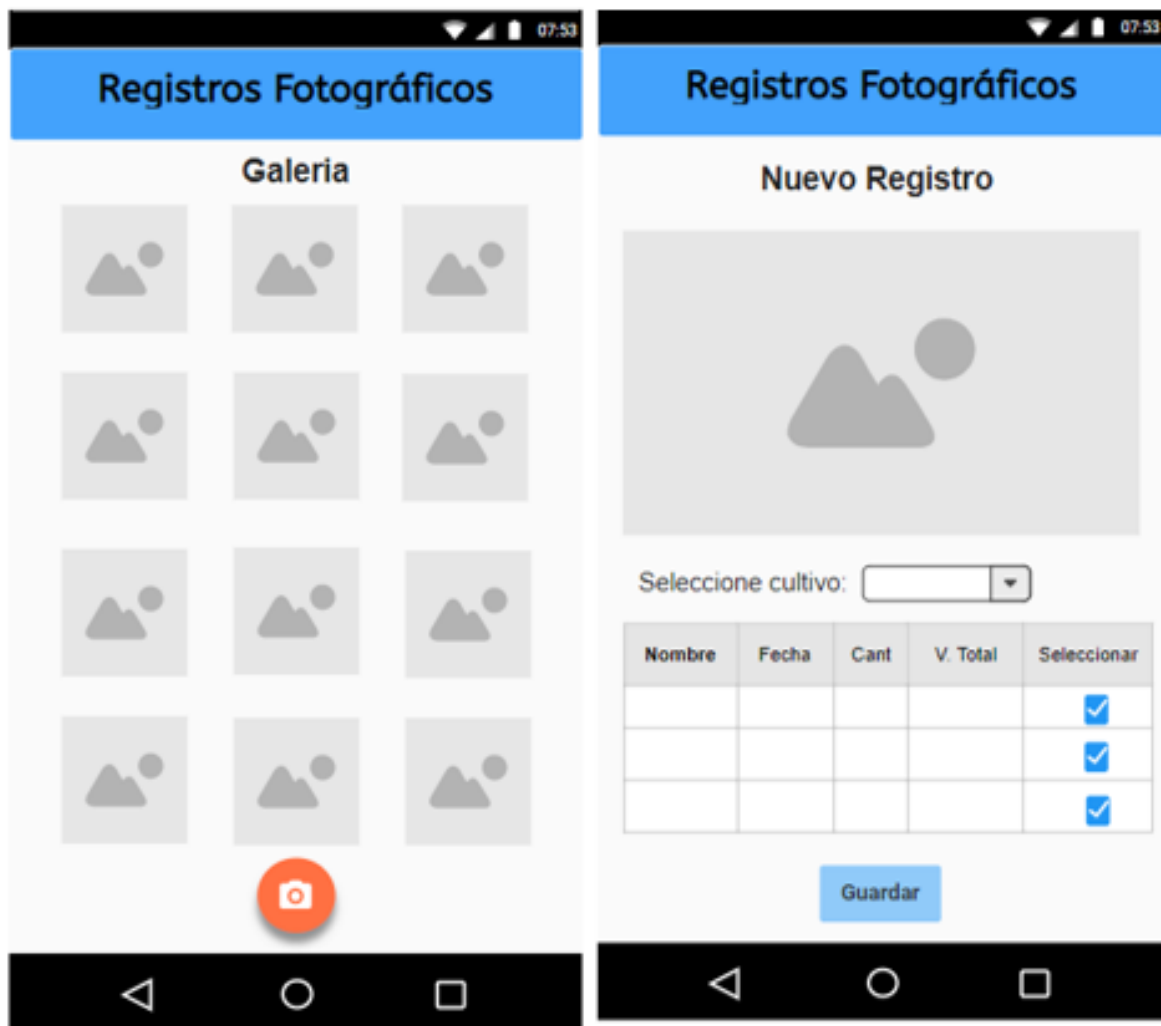 07:53
Registros Fotográficos
Galeria
07:53
Registros Fotográficos
Nuevo Registro
Seleccione cultivo:
Nombre Fecha Cant V. Total Seleccionar
Guardar